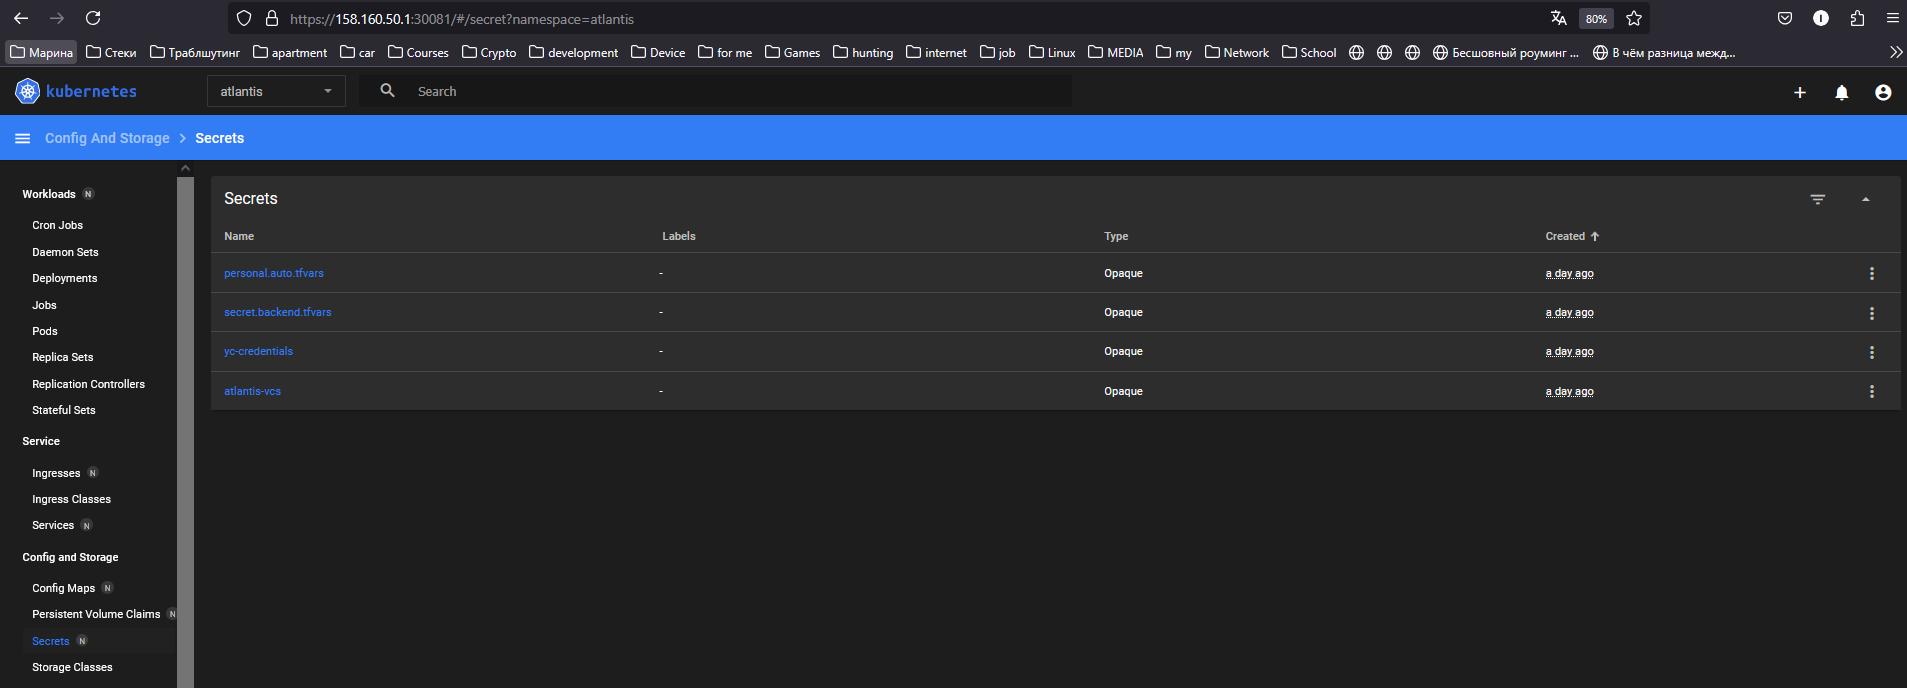 https://158.160.50.1:30081/#/secret?namespace=atlantis 80%
Марина Стеки Траблшутинг apartment car Courses Crypto development Device for me Games hunting internet job Linux MEDIA my Network School Бесшовный роуминг ... В чём разница межд...
kubernetes atlantis Search
Config And Storage Secrets
Workloads N
Cron Jobs
Daemon Sets
Deployments
Jobs
Pods
Replica Sets
Replication Controllers
Stateful Sets
Service
Ingresses N
Ingress Classes
Services N
Config and Storage
Config Maps N
Persistent Volume Claims N
Secrets N
Storage Classes
Secrets
Name Labels Type Created
personal.auto.tfvars - Opaque a day ago
secret.backend.tfvars - Opaque a day ago
yc-credentials - Opaque a day ago
atlantis-vcs - Opaque a day ago